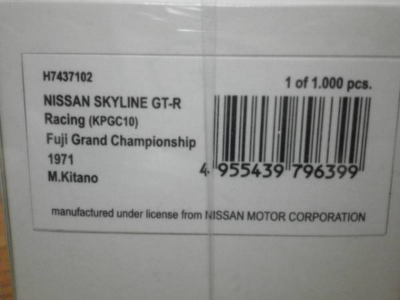 H7437102
1 of 1.000 pcs.
NISSAN SKYLINE GT-R
Racing (KPGC10)
Fuji Grand Championship
1971
M.Kitano
4 955439 796399
manufactured under license from NISSAN MOTOR CORPORATION